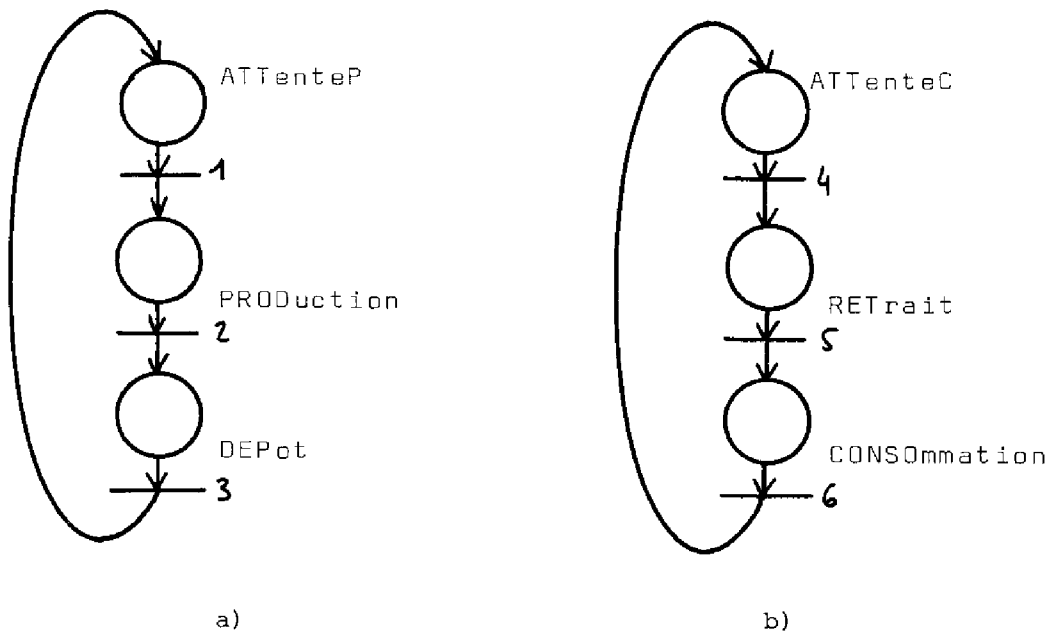 ATTenteP
1
PRODuction
2
DEPot
3
a)
ATTenteC
4
RETrait
5
CONSOmmation
6
b)